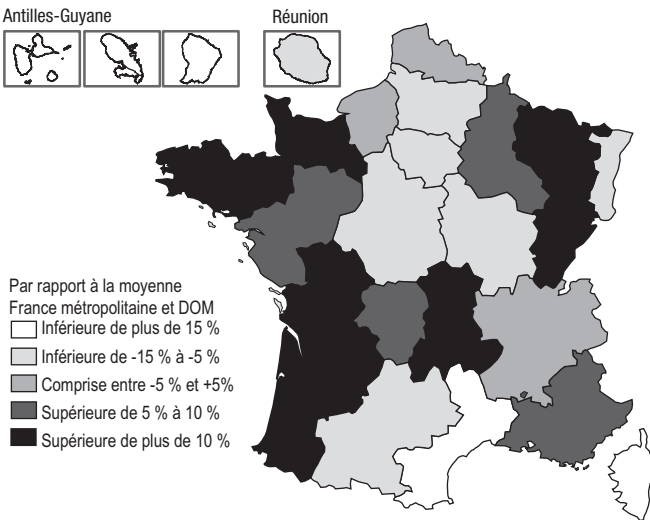 Antilles-Guyane
Réunion
Par rapport à la moyenne
France métropolitaine et DOM
Inférieure de plus de 15 %
Inférieure de -15 % à -5 %
Comprise entre -5 % et +5%
Supérieure de 5 % à 10 %
Supérieure de plus de 10 %